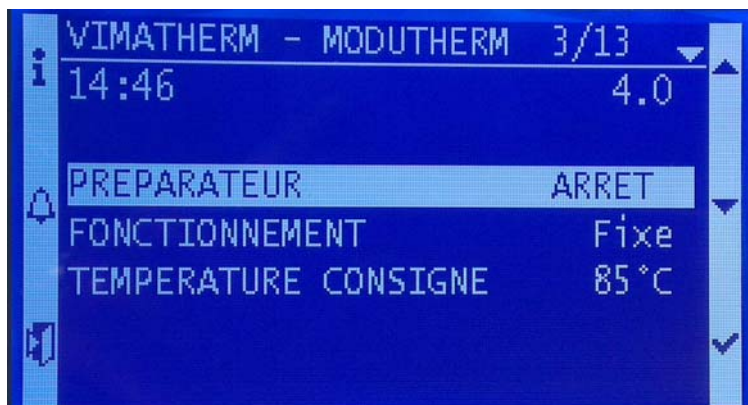 VIMATHERM - MODUTHERM 3/13
14:46 4.0
PREPARATEUR ARRET
FONCTIONNEMENT Fixe
TEMPERATURE CONSIGNE 85°C